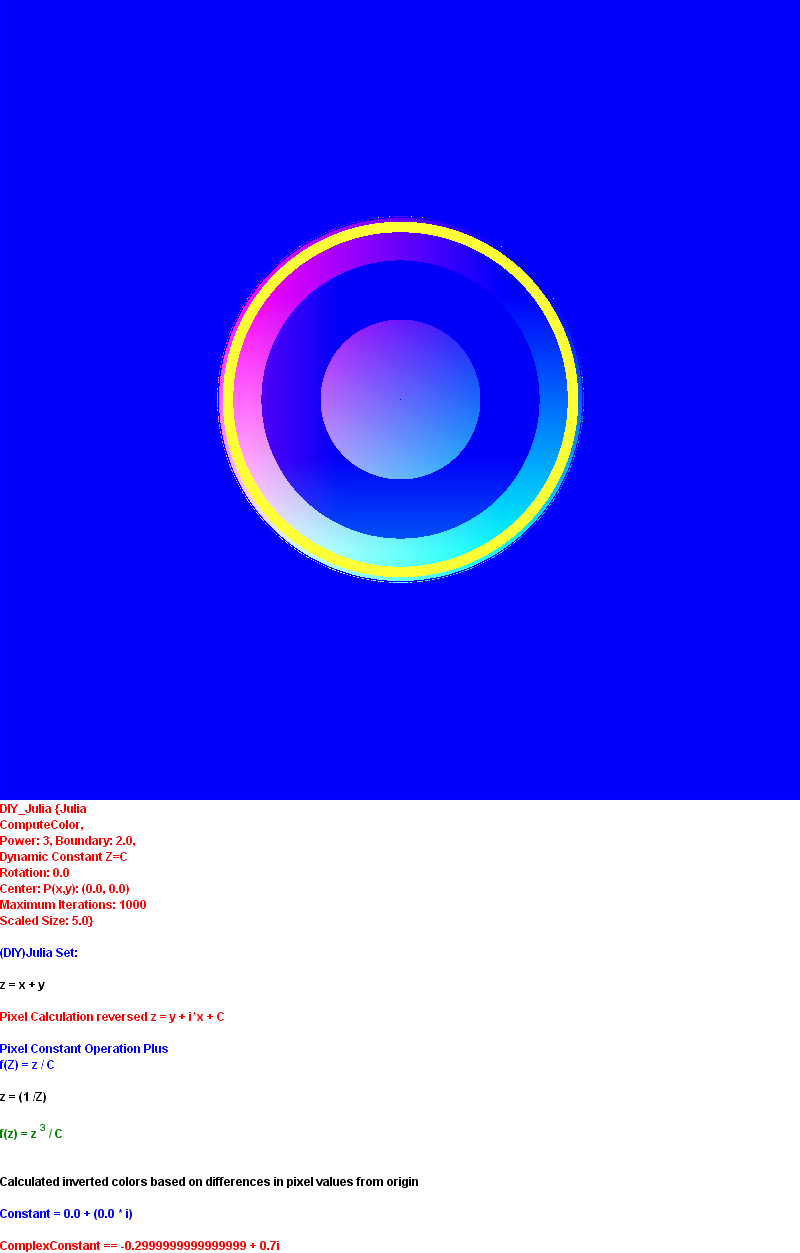 DIY_Julia {Julia
ComputeColor,
Power: 3, Boundary: 2.0,
Dynamic Constant Z=C
Rotation: 0.0
Center: P(x,y): (0.0, 0.0)
Maximum Iterations: 1000
Scaled Size: 5.0}
(DIY)Julia Set:
z = x + y
Pixel Calculation reversed z = y + i*x + C
Pixel Constant Operation Plus
f(Z) = z / C
z = (1 /Z)
f(z) = z 3 / C
Calculated inverted colors based on differences in pixel values from origin
Constant = 0.0 + (0.0 * i)
ComplexConstant == -0.2999999999999999 + 0.7i